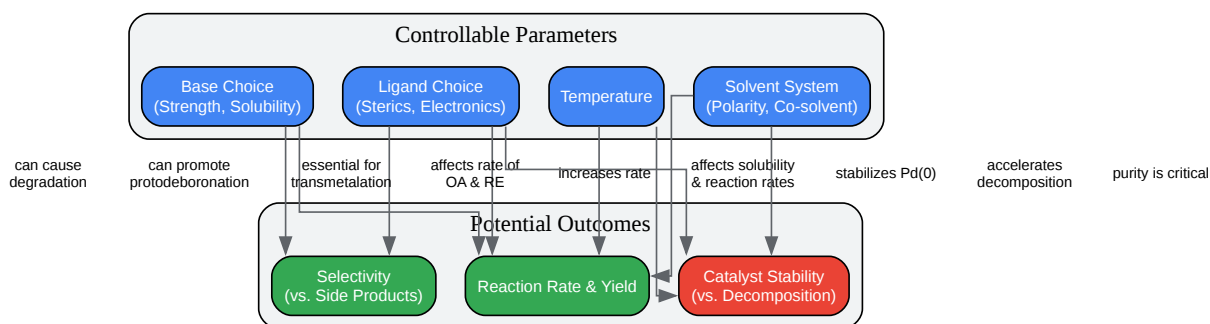 Controllable Parameters
Base Choice
(Strength, Solubility)
Ligand Choice
(Sterics, Electronics)
Temperature
Solvent System
(Polarity, Co-solvent)
can cause
degradation
can promote
protodeboronation
essential for
transmetalation
affects rate of
OA & RE
increases rate
affects solubility
& reaction rates
stabilizes Pd(0)
accelerates
decomposition
purity is critical
Potential Outcomes
Selectivity
(vs. Side Products)
Reaction Rate & Yield
Catalyst Stability
(vs. Decomposition)